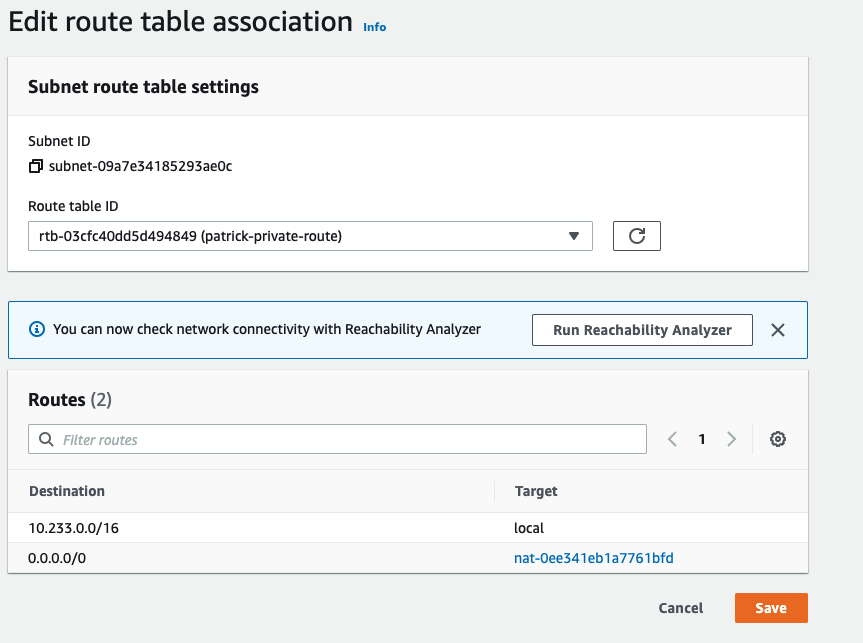 Edit route table association Info
Subnet route table settings
Subnet ID
subnet-09a7e34185293ae0c
Route table ID
rtb-03cfc40dd5d494849 (patrick-private-route)
You can now check network connectivity with Reachability Analyzer
Run Reachability Analyzer
Routes (2)
Filter routes
1
Destination Target
10.233.0.0/16 local
0.0.0.0/0 nat-0ee341eb1a7761bfd
Cancel Save